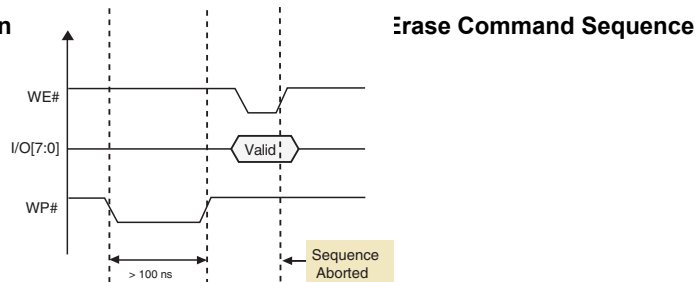 n
Erase Command Sequence
WE#
I/O[7:0]
Valid
WP#
> 100 ns
Sequence
Aborted